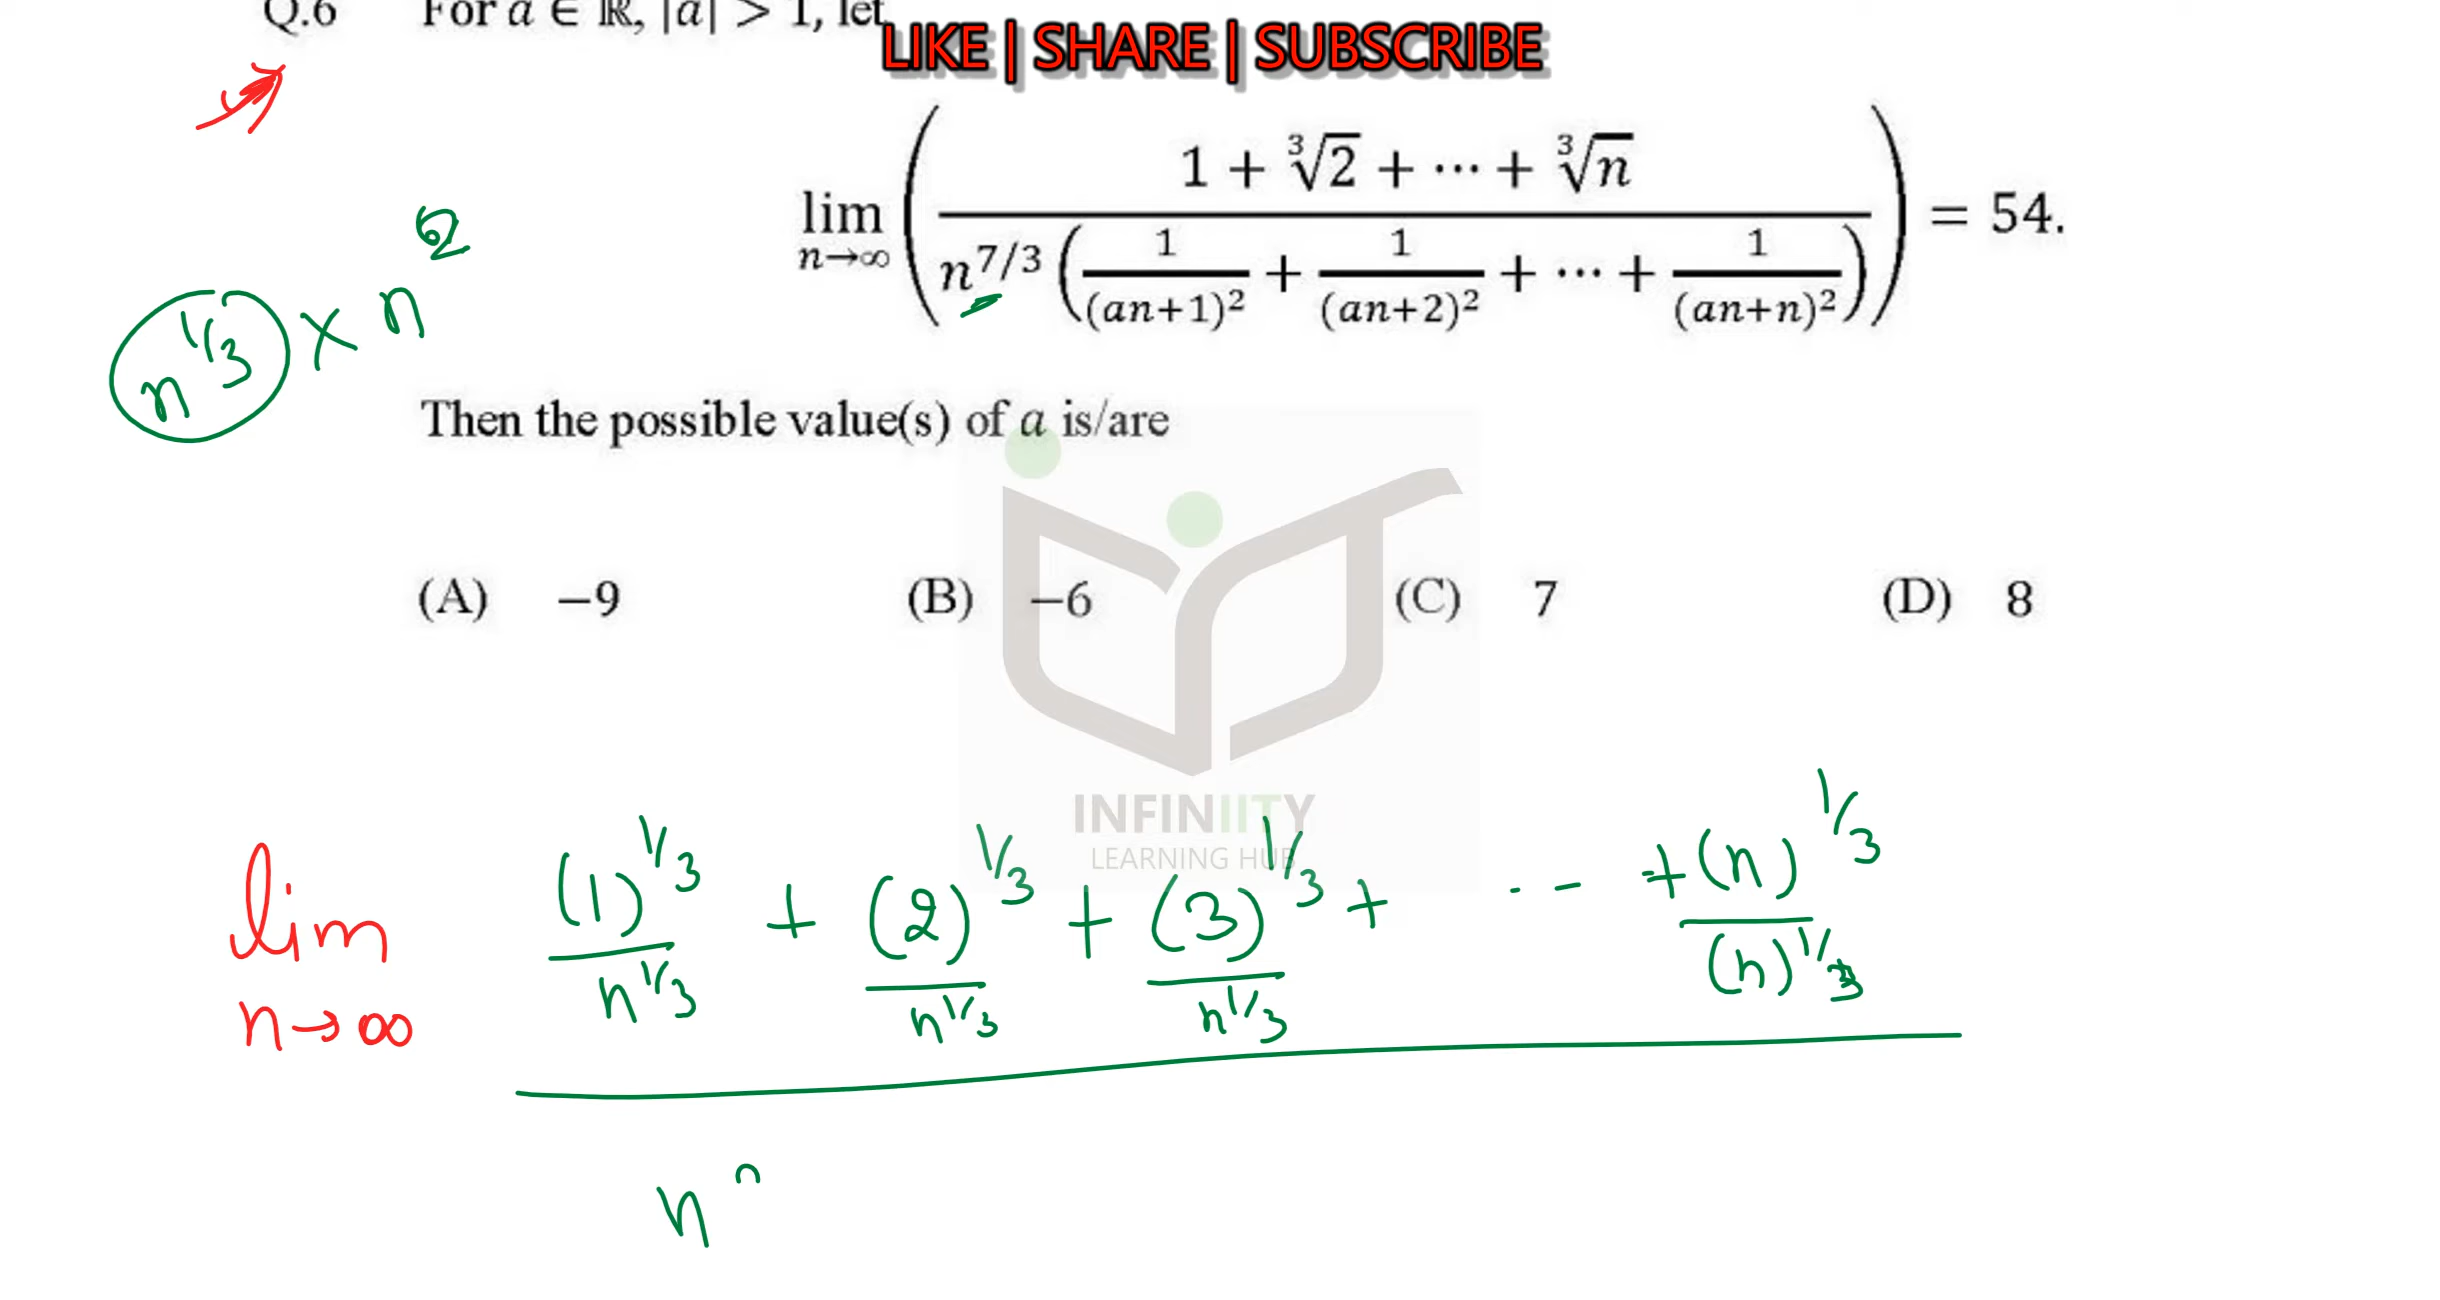 Q.6 For a ∈ ℝ, |a| > 1, let
LIKE | SHARE | SUBSCRIBE
lim n→∞ ( (1 + ∛2 + ⋯ + ∛n) / (n^{7/3} ( 1/(an+1)² + 1/(an+2)² + ⋯ + 1/(an+n)² )) ) = 54.
n^{1/3} × n²
Then the possible value(s) of a is/are
(A) −9 (B) −6 (C) 7 (D) 8
INFINIITY
LEARNING HUB
lim n→∞ (1)^{1/3}/n^{1/3} + (2)^{1/3}/n^{1/3} + (3)^{1/3}/n^{1/3} + ·-- + (n)^{1/3}/(n)^{1/3}
n